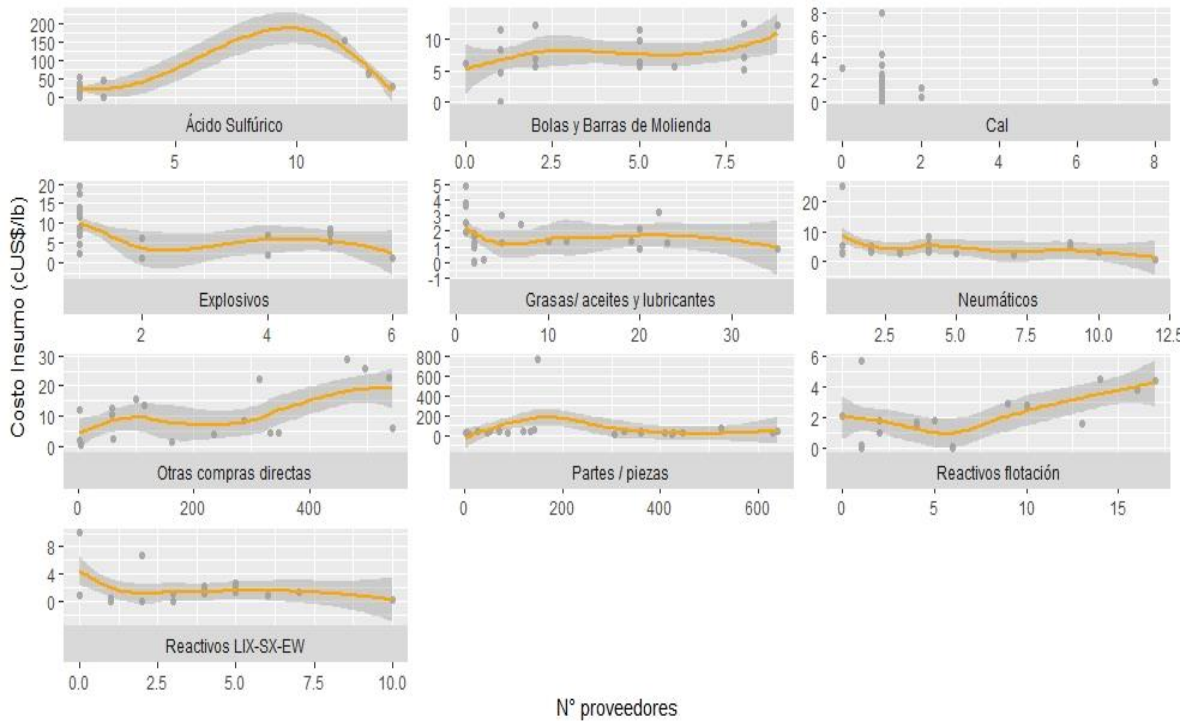 Costo Insumo (cUS$/lb)
200
150
100
50
0
Ácido Sulfúrico
5 10
10
5
0
Bolas y Barras de Molienda
0.0 2.5 5.0 7.5
8
6
4
2
0
Cal
0 2 4 6 8
20
15
10
5
0
Explosivos
2 4 6
5
4
3
2
1
0
-1
Grasas/ aceites y lubricantes
0 10 20 30
20
10
0
Neumáticos
2.5 5.0 7.5 10.0 12.5
30
20
10
0
Otras compras directas
0 200 400
800
600
400
200
0
Partes / piezas
0 200 400 600
6
4
2
0
Reactivos flotación
0 5 10 15
8
4
0
Reactivos LIX-SX-EW
0.0 2.5 5.0 7.5 10.0
N° proveedores